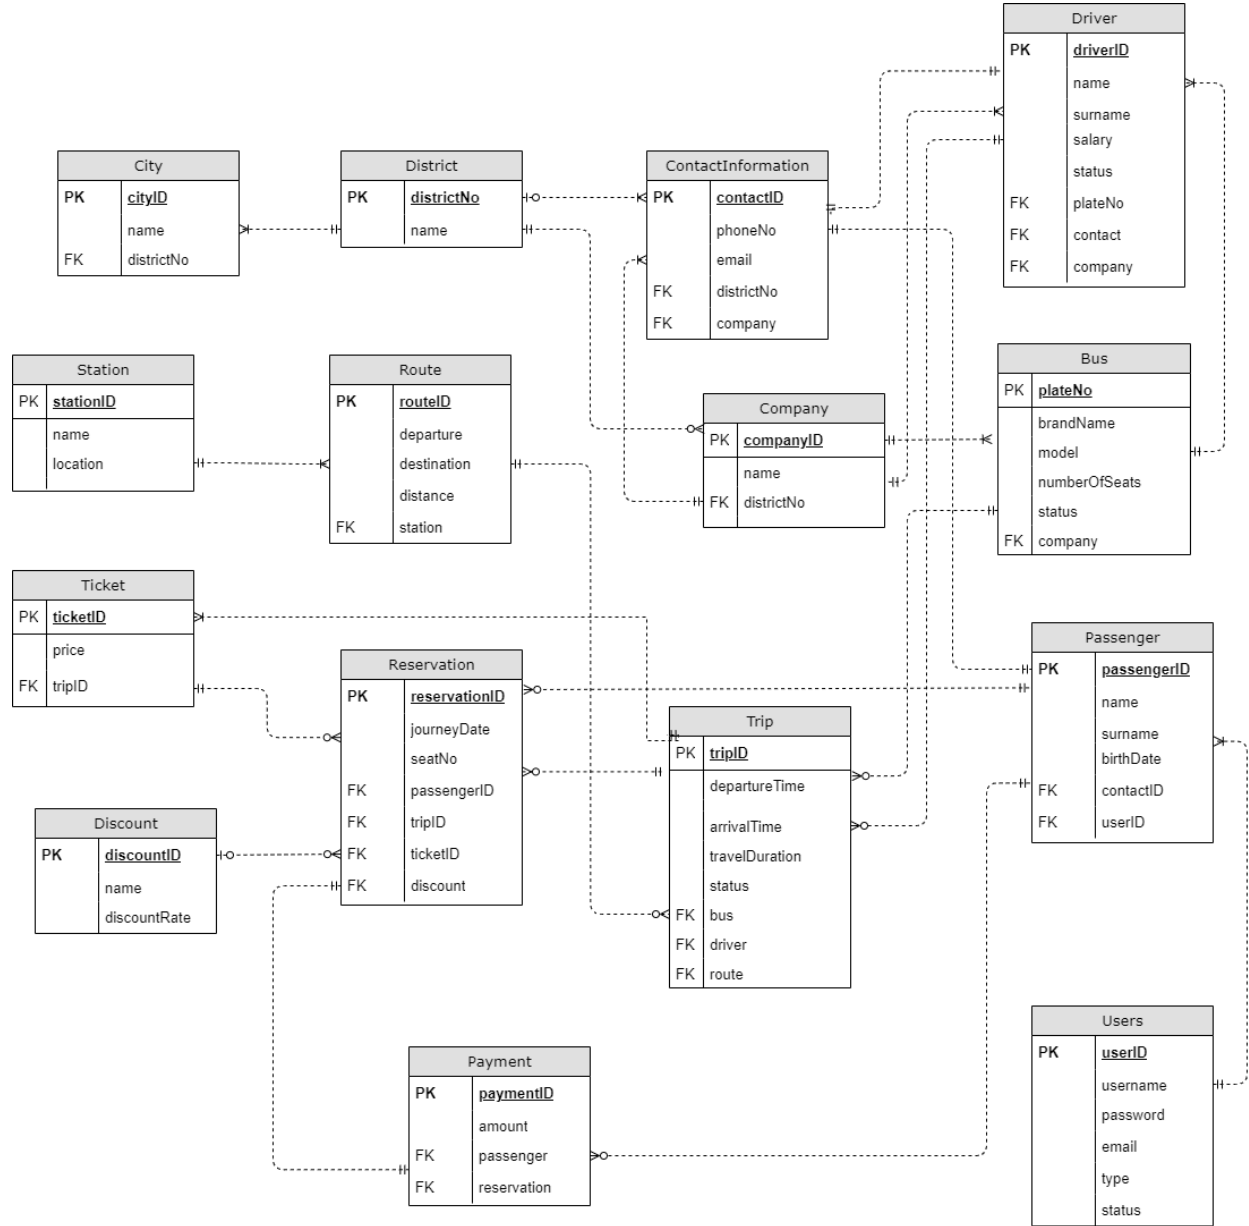 Driver
PK driverID
name
surname
salary
status
FK plateNo
FK contact
FK company
City
PK cityID
name
FK districtNo
District
PK districtNo
name
ContactInformation
PK contactID
phoneNo
email
FK districtNo
FK company
Station
PK stationID
name
location
Route
PK routeID
departure
destination
distance
FK station
Company
PK companyID
name
FK districtNo
Bus
PK plateNo
brandName
model
numberOfSeats
status
FK company
Ticket
PK ticketID
price
FK tripID
Reservation
PK reservationID
journeyDate
seatNo
FK passengerID
FK tripID
FK ticketID
FK discount
Trip
PK tripID
departureTime
arrivalTime
travelDuration
status
FK bus
FK driver
FK route
Passenger
PK passengerID
name
surname
birthDate
FK contactID
FK userID
Discount
PK discountID
name
discountRate
Payment
PK paymentID
amount
FK passenger
FK reservation
Users
PK userID
username
password
email
type
status